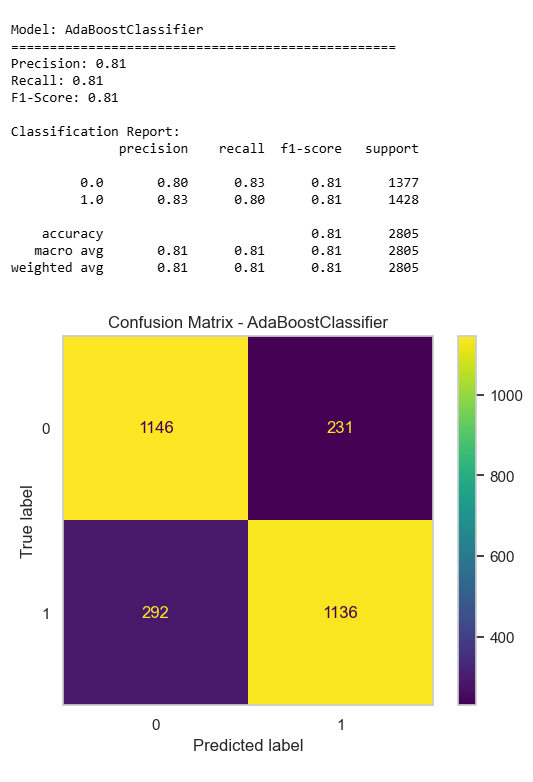 Model: AdaBoostClassifier
==================================================
Precision: 0.81
Recall: 0.81
F1-Score: 0.81
Classification Report:
precision recall f1-score support
0.0 0.80 0.83 0.81 1377
1.0 0.83 0.80 0.81 1428
accuracy 0.81 2805
macro avg 0.81 0.81 0.81 2805
weighted avg 0.81 0.81 0.81 2805
Confusion Matrix - AdaBoostClassifier
1000
800
600
400
0
1146 231
True label
1
292 1136
0 1
Predicted label